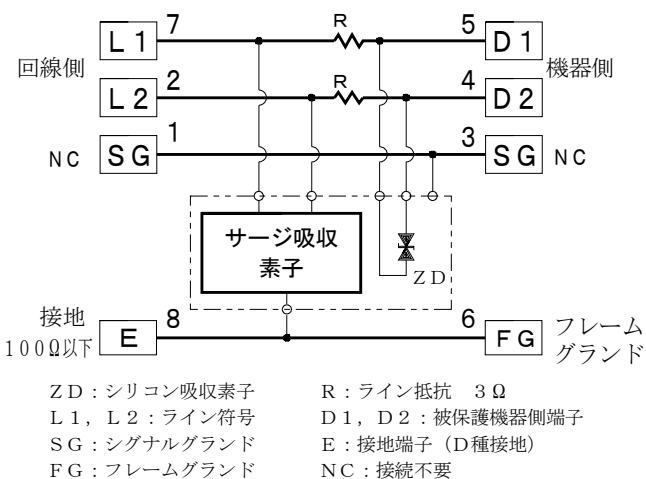 7 R 5
L1 D1
回線側 機器側
2 R 4
L2 D2
1 3
NC SG SG NC
サージ吸収
素子
ZD
接地 8 6 フレーム
100Ω以下 E FG グランド
ZD：シリコン吸収素子 R：ライン抵抗 3Ω
L1，L2：ライン符号 D1，D2：被保護機器側端子
SG：シグナルグランド E：接地端子（D種接地）
FG：フレームグランド NC：接続不要